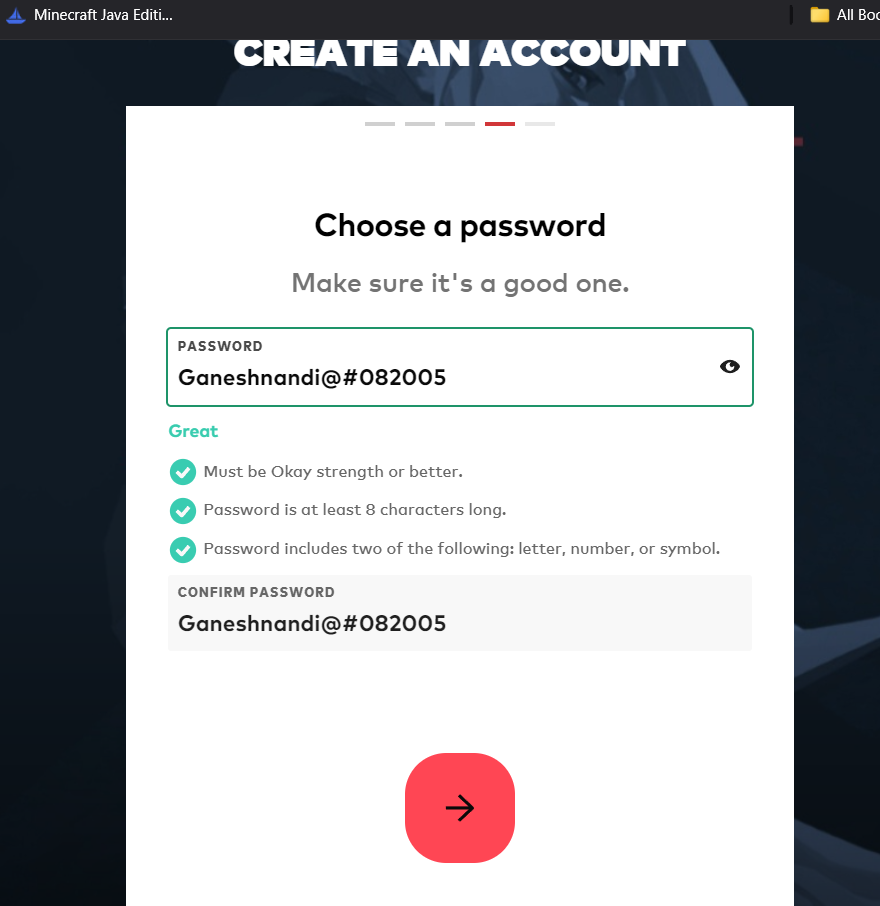 Minecraft Java Editi...
All Boo
CREATE AN ACCOUNT
Choose a password
Make sure it's a good one.
PASSWORD
Ganeshnandi@#082005
Great
Must be Okay strength or better.
Password is at least 8 characters long.
Password includes two of the following: letter, number, or symbol.
CONFIRM PASSWORD
Ganeshnandi@#082005